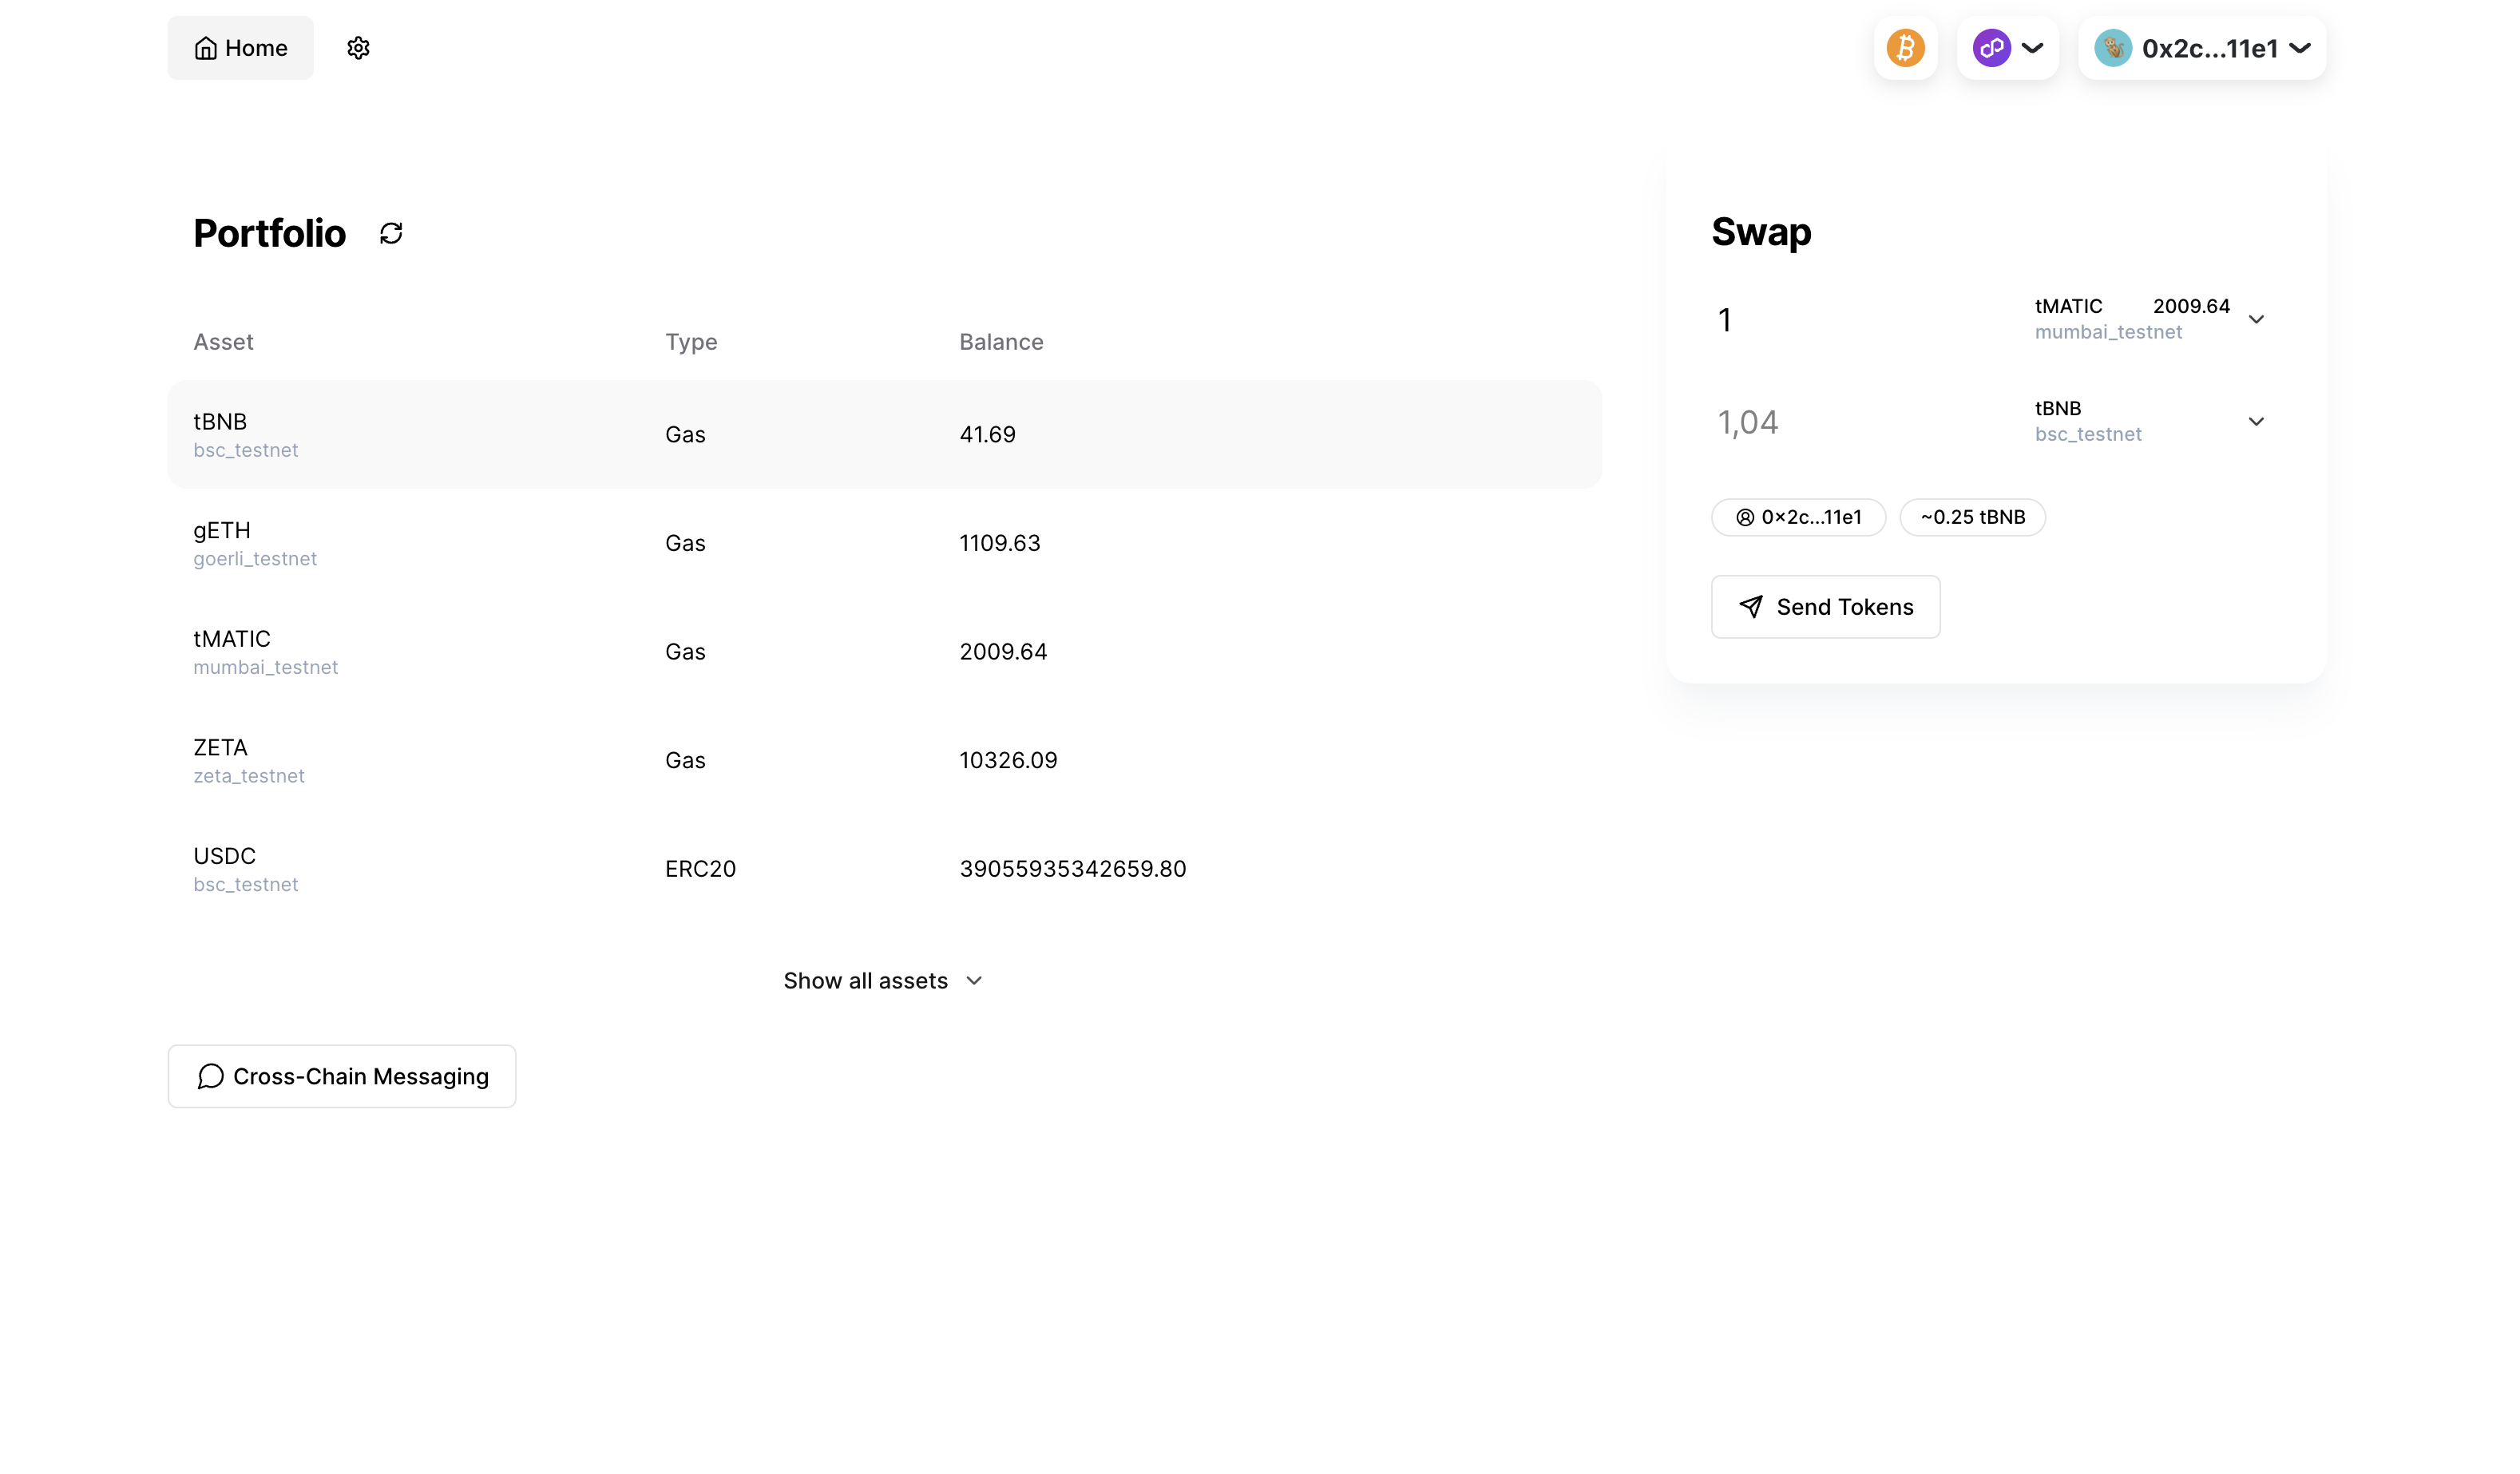 Home
0x2c...11e1
Portfolio
Asset Type Balance
tBNB
bsc_testnet
Gas
41.69
gETH
goerli_testnet
Gas
1109.63
tMATIC
mumbai_testnet
Gas
2009.64
ZETA
zeta_testnet
Gas
10326.09
USDC
bsc_testnet
ERC20
39055935342659.80
Show all assets
Cross-Chain Messaging
Swap
1
tMATIC 2009.64
mumbai_testnet
1,04
tBNB
bsc_testnet
0×2c...11e1
~0.25 tBNB
Send Tokens